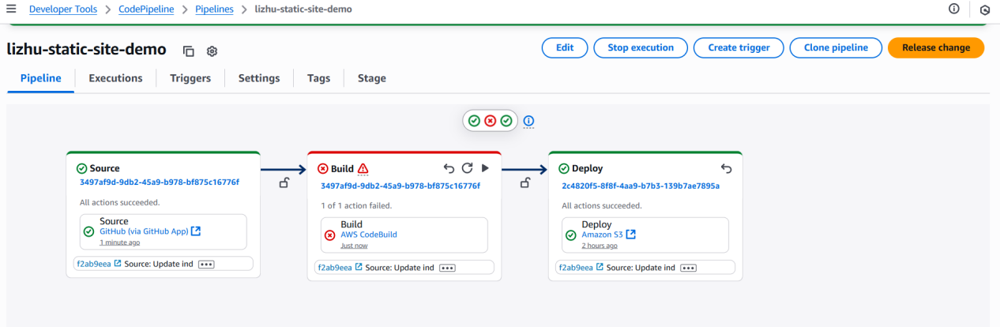 Developer Tools > CodePipeline > Pipelines > lizhu-static-site-demo
lizhu-static-site-demo
Edit
Stop execution
Create trigger
Clone pipeline
Release change
Pipeline
Executions
Triggers
Settings
Tags
Stage
Source
3497af9d-9db2-45a9-b978-bf875c16776f
All actions succeeded.
Source
GitHub (via GitHub App)
1 minute ago
f2ab9eea Source: Update ind
Build
3497af9d-9db2-45a9-b978-bf875c16776f
1 of 1 action failed.
Build
AWS CodeBuild
Just now
f2ab9eea Source: Update ind
Deploy
2c4820f5-8f8f-4aa9-b7b3-139b7ae7895a
All actions succeeded.
Deploy
Amazon S3
2 hours ago
f2ab9eea Source: Update ind